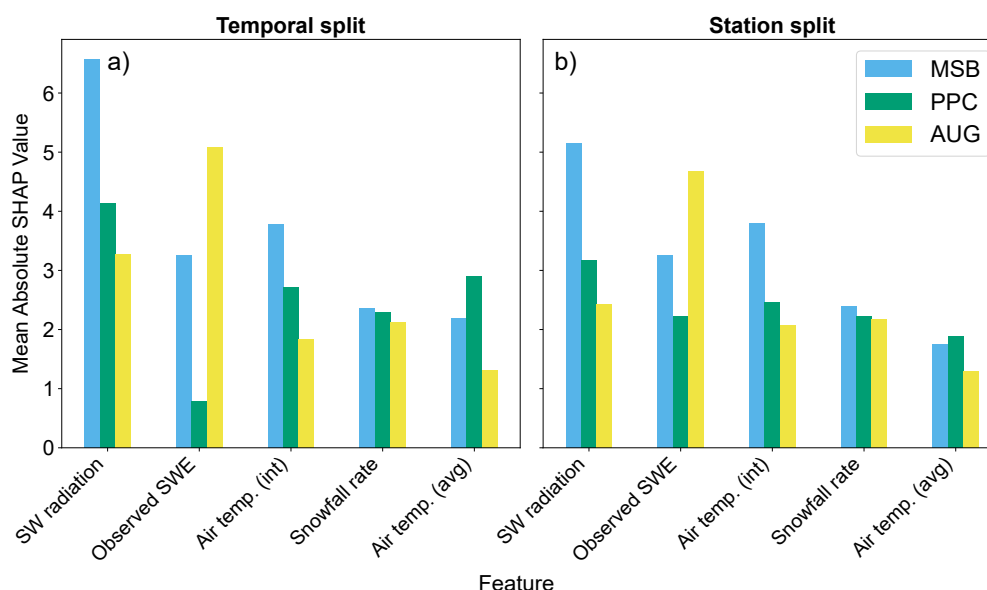 Temporal split
Station split
a)
b)
MSB
PPC
AUG
Mean Absolute SHAP Value
6
5
4
3
2
1
0
SW radiation
Observed SWE
Air temp. (int)
Snowfall rate
Air temp. (avg)
SW radiation
Observed SWE
Air temp. (int)
Snowfall rate
Air temp. (avg)
Feature